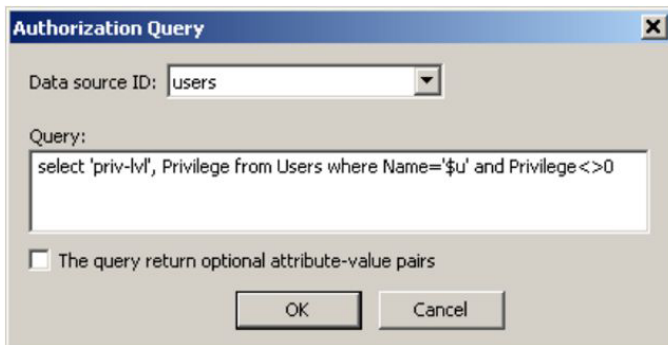 Authorization Query
Data source ID: users
Query:
select 'priv-lvl', Privilege from Users where Name='$u' and Privilege<>0
The query return optional attribute-value pairs
OK Cancel